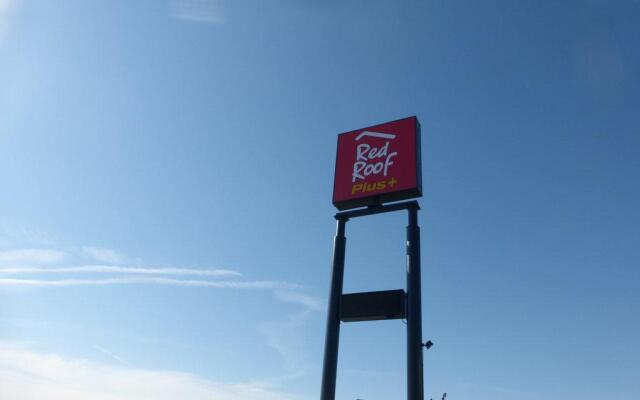 Red
Roof
Plus+